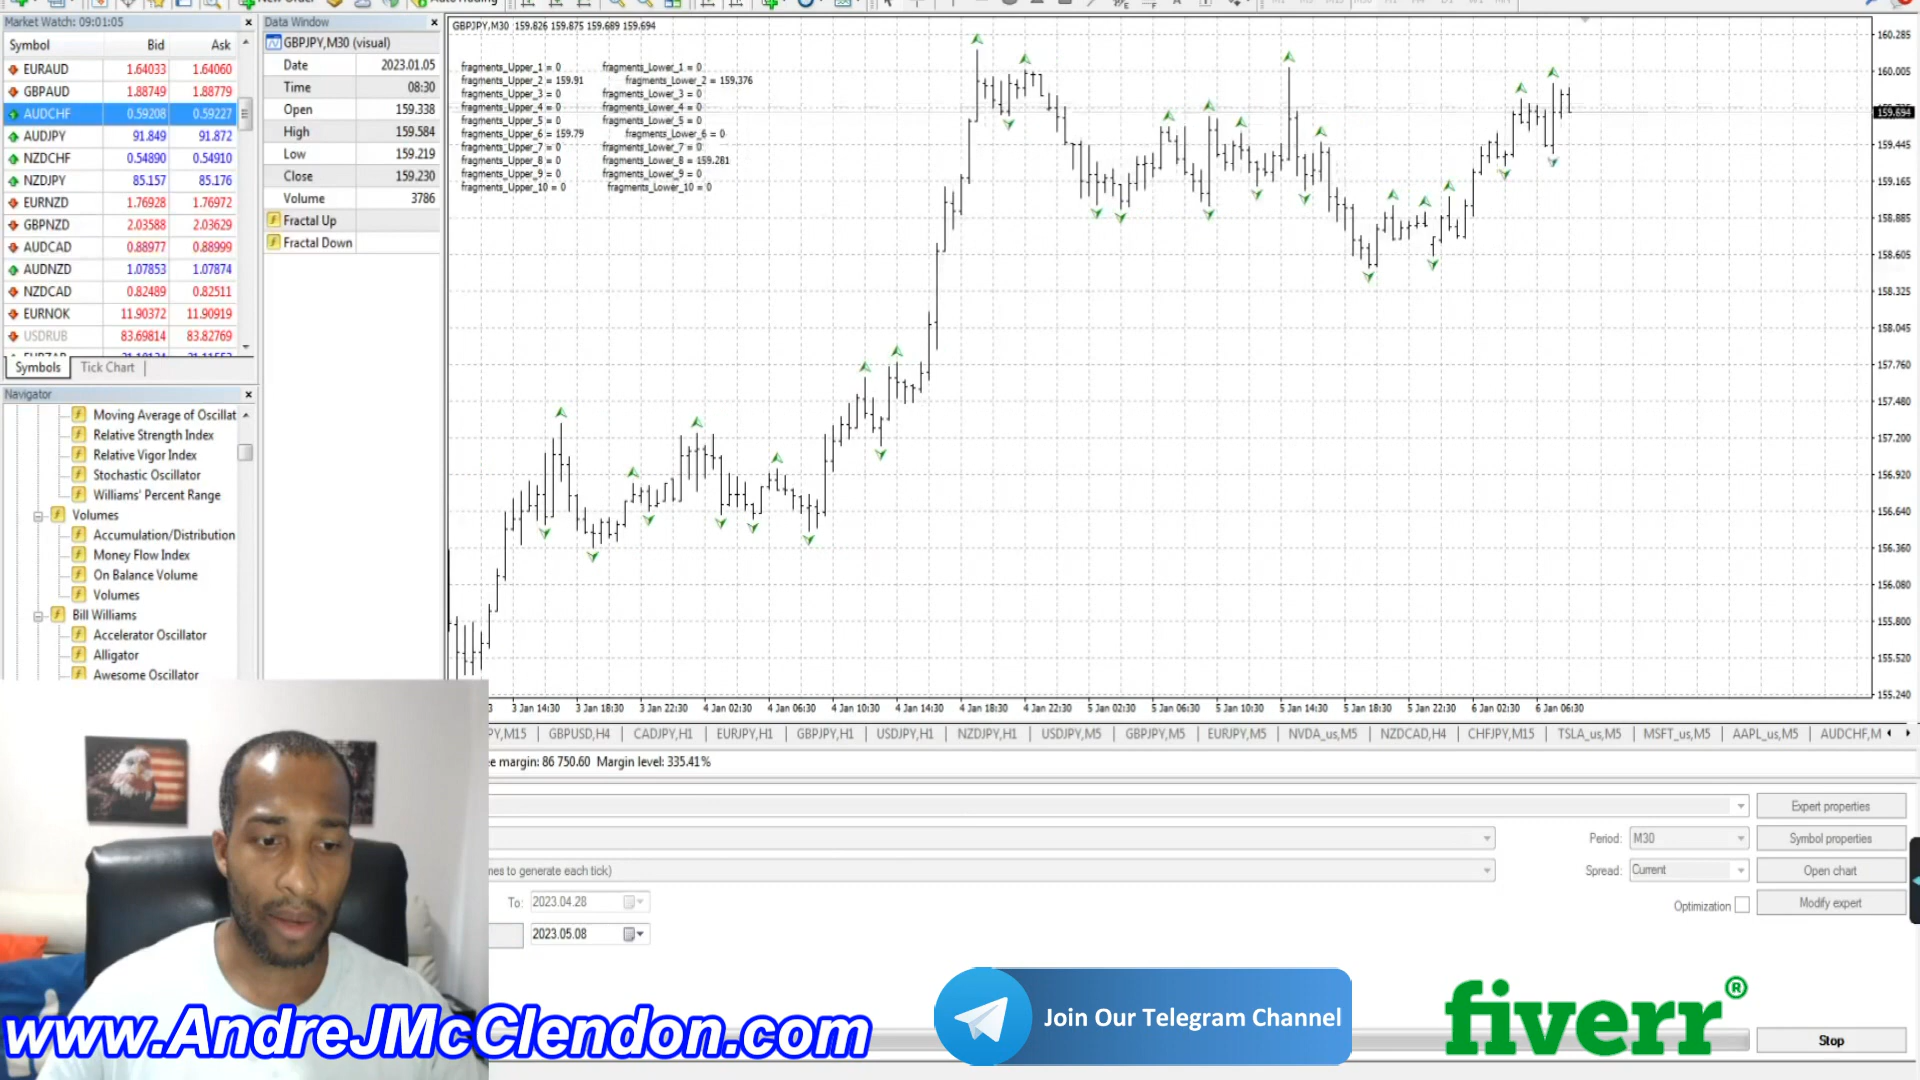 New Order
Auto Trading
Market Watch: 09:01:05
Symbol Bid Ask
EURAUD 1.64033 1.64060
GBPAUD 1.88749 1.88779
AUDCHF 0.59208 0.59227
AUDJPY 91.849 91.872
NZDCHF 0.54890 0.54910
NZDJPY 85.157 85.176
EURNZD 1.76928 1.76972
GBPNZD 2.03588 2.03629
AUDCAD 0.88977 0.88999
AUDNZD 1.07853 1.07874
NZDCAD 0.82489 0.82511
EURNOK 11.90372 11.90919
USDRUB 83.69814 83.82769
Symbols Tick Chart
Navigator
Moving Average of Oscillat
Relative Strength Index
Relative Vigor Index
Stochastic Oscillator
Williams' Percent Range
Volumes
Accumulation/Distribution
Money Flow Index
On Balance Volume
Volumes
Bill Williams
Accelerator Oscillator
Alligator
Awesome Oscillator
Data Window
GBPJPY,M30 (visual)
Date 2023.01.05
Time 08:30
Open 159.338
High 159.584
Low 159.219
Close 159.230
Volume 3786
Fractal Up
Fractal Down
GBPJPY,M30 159.826 159.875 159.689 159.694
fragments_Upper_1 = 0 fragments_Lower_1 = 0
fragments_Upper_2 = 159.91 fragments_Lower_2 = 159.376
fragments_Upper_3 = 0 fragments_Lower_3 = 0
fragments_Upper_4 = 0 fragments_Lower_4 = 0
fragments_Upper_5 = 0 fragments_Lower_5 = 0
fragments_Upper_6 = 159.79 fragments_Lower_6 = 0
fragments_Upper_7 = 0 fragments_Lower_7 = 0
fragments_Upper_8 = 0 fragments_Lower_8 = 159.281
fragments_Upper_9 = 0 fragments_Lower_9 = 0
fragments_Upper_10 = 0 fragments_Lower_10 = 0
160.285
160.005
159.694
159.445
159.165
158.885
158.605
158.325
158.045
157.760
157.480
157.200
156.920
156.640
156.360
156.080
155.800
155.520
155.240
3 Jan 14:30 3 Jan 18:30 3 Jan 22:30 4 Jan 02:30 4 Jan 06:30 4 Jan 10:30 4 Jan 14:30 4 Jan 18:30 4 Jan 22:30 5 Jan 02:30 5 Jan 06:30 5 Jan 10:30 5 Jan 14:30 5 Jan 18:30 5 Jan 22:30 6 Jan 02:30 6 Jan 06:30
PY,M15 GBPUSD,H4 CADJPY,H1 EURJPY,H1 GBPJPY,H1 USDJPY,H1 NZDJPY,H1 USDJPY,M5 GBPJPY,M5 EURJPY,M5 NVDA_us,M5 NZDCAD,H4 CHFJPY,M15 TSLA_us,M5 MSFT_us,M5 AAPL_us,M5 AUDCHF,M
ee margin: 86 750.60 Margin level: 335.41%
Expert properties
Period: M30 Symbol properties
mes to generate each tick) Spread: Current Open chart
To: 2023.04.28 Optimization Modify expert
2023.05.08
Stop
www.AndreJMcClendon.com
Join Our Telegram Channel
fiverr®